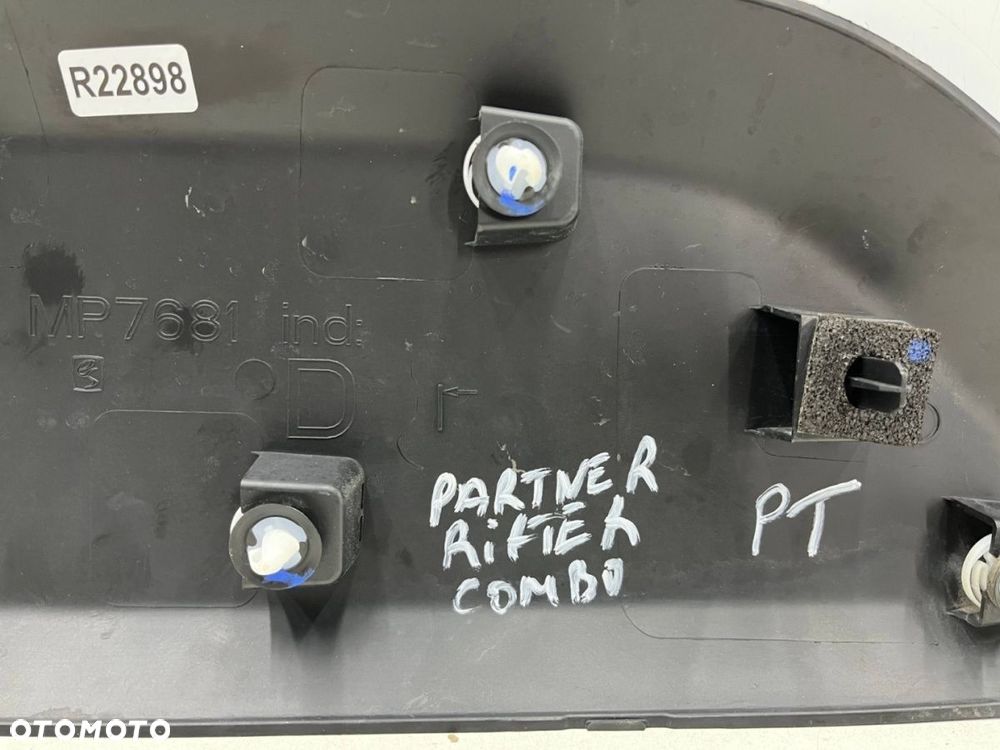 R22898
MP7681 ind:
D
PARTNER
RiFTER
COMBO
PT
OTOMOTO